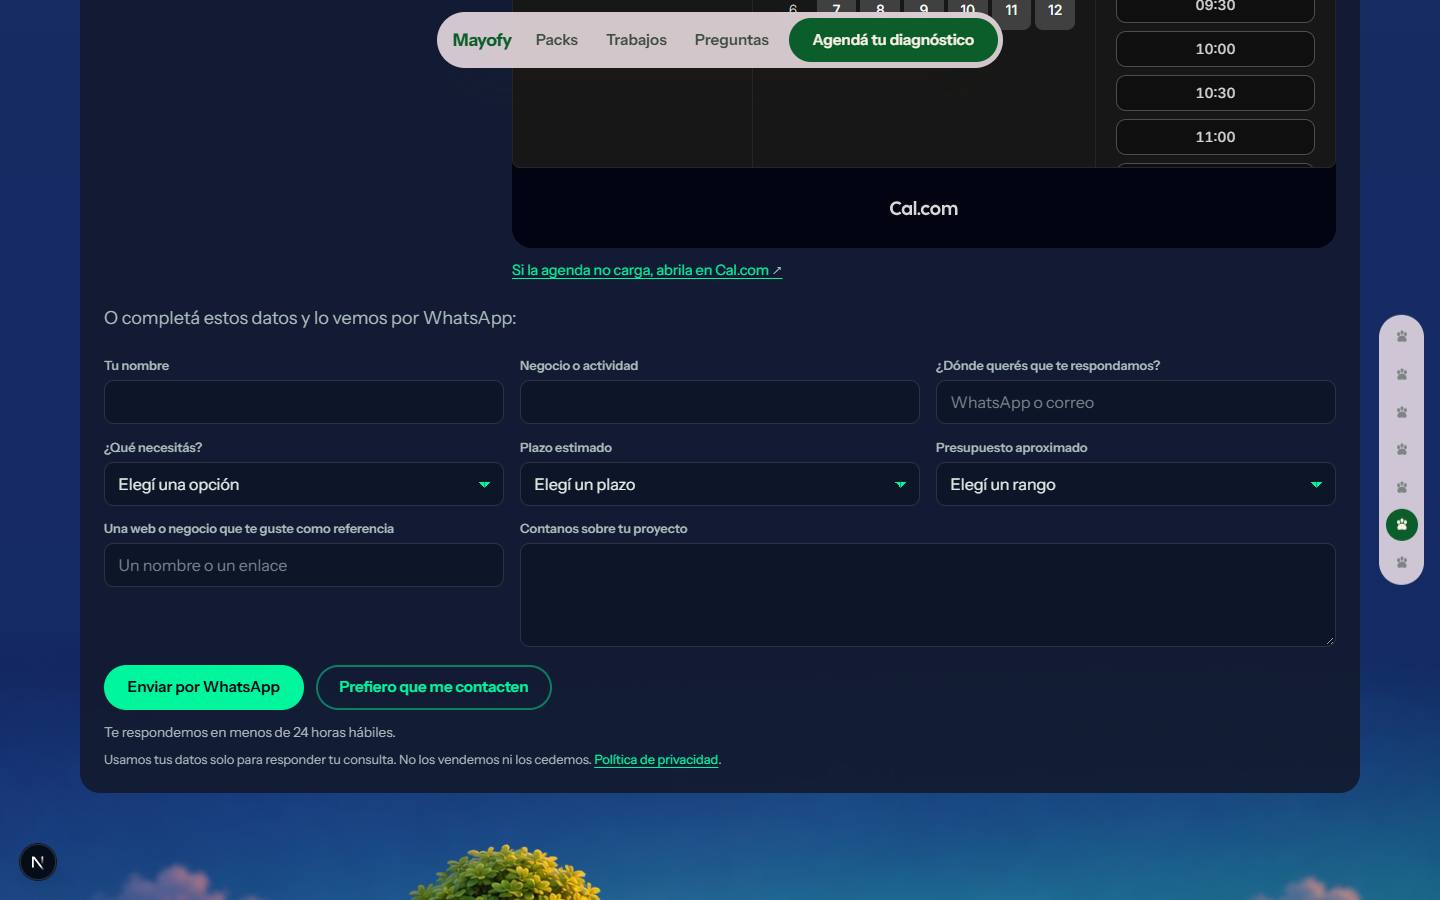 6 7 8 9 10 11 12
09:30
Mayofy Packs Trabajos Preguntas Agendá tu diagnóstico
10:00
10:30
11:00
Cal.com
Si la agenda no carga, abrila en Cal.com ↗
O completá estos datos y lo vemos por WhatsApp:
Tu nombre
Negocio o actividad
¿Dónde querés que te respondamos?
WhatsApp o correo
¿Qué necesitás?
Plazo estimado
Presupuesto aproximado
Elegí una opción
Elegí un plazo
Elegí un rango
Una web o negocio que te guste como referencia
Contanos sobre tu proyecto
Un nombre o un enlace
Enviar por WhatsApp
Prefiero que me contacten
Te respondemos en menos de 24 horas hábiles.
Usamos tus datos solo para responder tu consulta. No los vendemos ni los cedemos. Política de privacidad.
N